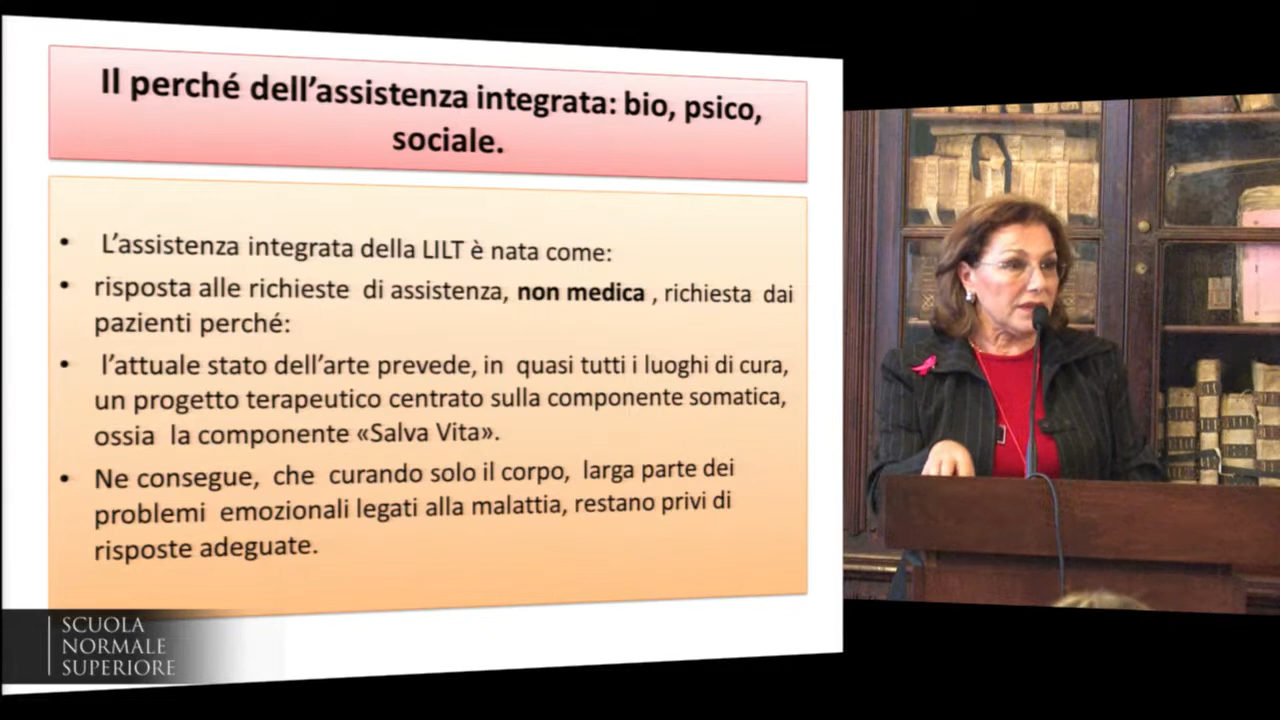 Il perché dell'assistenza integrata: bio, psico,
sociale.
• L'assistenza integrata della LILT è nata come:
• risposta alle richieste di assistenza, non medica , richiesta dai
pazienti perché:
• l'attuale stato dell'arte prevede, in quasi tutti i luoghi di cura,
un progetto terapeutico centrato sulla componente somatica,
ossia la componente «Salva Vita».
• Ne consegue, che curando solo il corpo, larga parte dei
problemi emozionali legati alla malattia, restano privi di
risposte adeguate.
SCUOLA
NORMALE
SUPERIORE